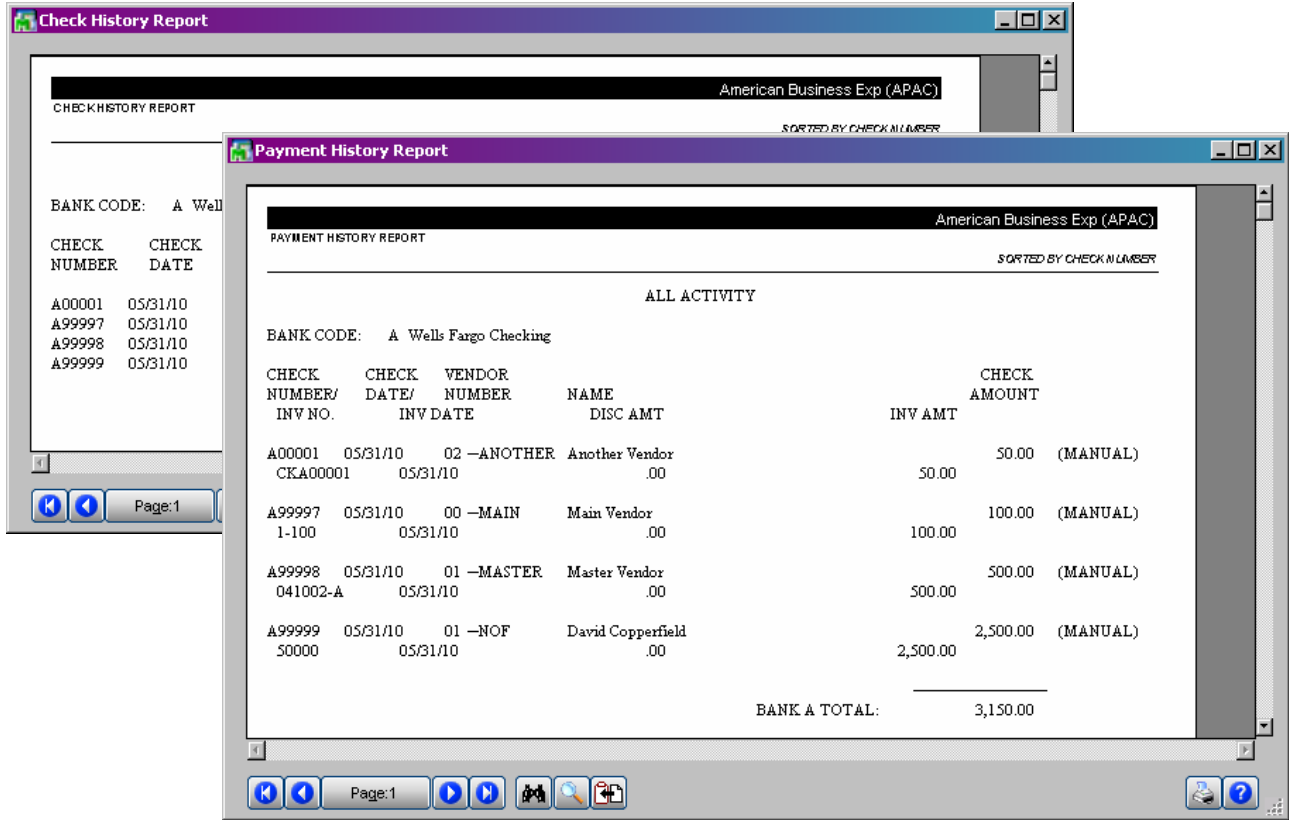 Check History Report
American Business Exp (APAC)
CHECK HISTORY REPORT
SORTED BY CHECK NUMBER
BANK CODE: A Well
CHECK CHECK
NUMBER DATE
A00001 05/31/10
A99997 05/31/10
A99998 05/31/10
A99999 05/31/10
Page:1
Payment History Report
American Business Exp (APAC)
PAYMENT HISTORY REPORT
SORTED BY CHECK NUMBER
ALL ACTIVITY
BANK CODE: A Wells Fargo Checking
CHECK CHECK VENDOR CHECK
NUMBER/ DATE/ NUMBER NAME AMOUNT
INV NO. INV DATE DISC AMT INV AMT
A00001 05/31/10 02 –ANOTHER Another Vendor 50.00 (MANUAL)
CKA00001 05/31/10 .00 50.00
A99997 05/31/10 00 –MAIN Main Vendor 100.00 (MANUAL)
1-100 05/31/10 .00 100.00
A99998 05/31/10 01 –MASTER Master Vendor 500.00 (MANUAL)
041002-A 05/31/10 .00 500.00
A99999 05/31/10 01 –NOF David Copperfield 2,500.00 (MANUAL)
50000 05/31/10 .00 2,500.00
BANK A TOTAL: 3,150.00
Page:1